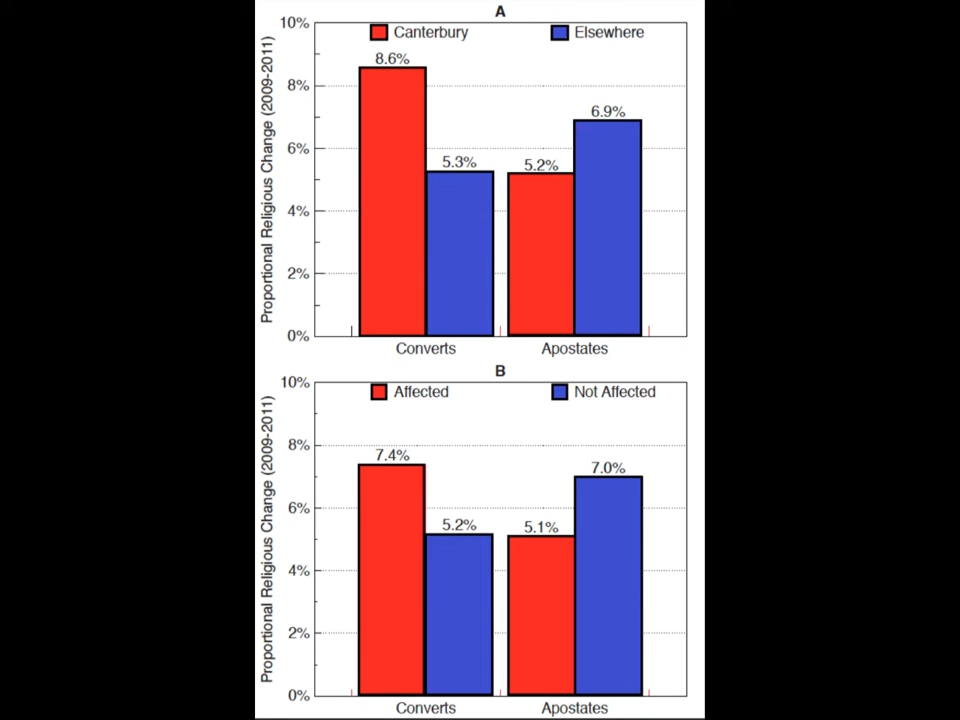 A
Canterbury Elsewhere
Proportional Religious Change (2009-2011)
10%
8%
6%
4%
2%
0%
8.6%
5.3%
5.2%
6.9%
Converts Apostates
B
Affected Not Affected
Proportional Religious Change (2009-2011)
10%
8%
6%
4%
2%
0%
7.4%
5.2%
5.1%
7.0%
Converts Apostates